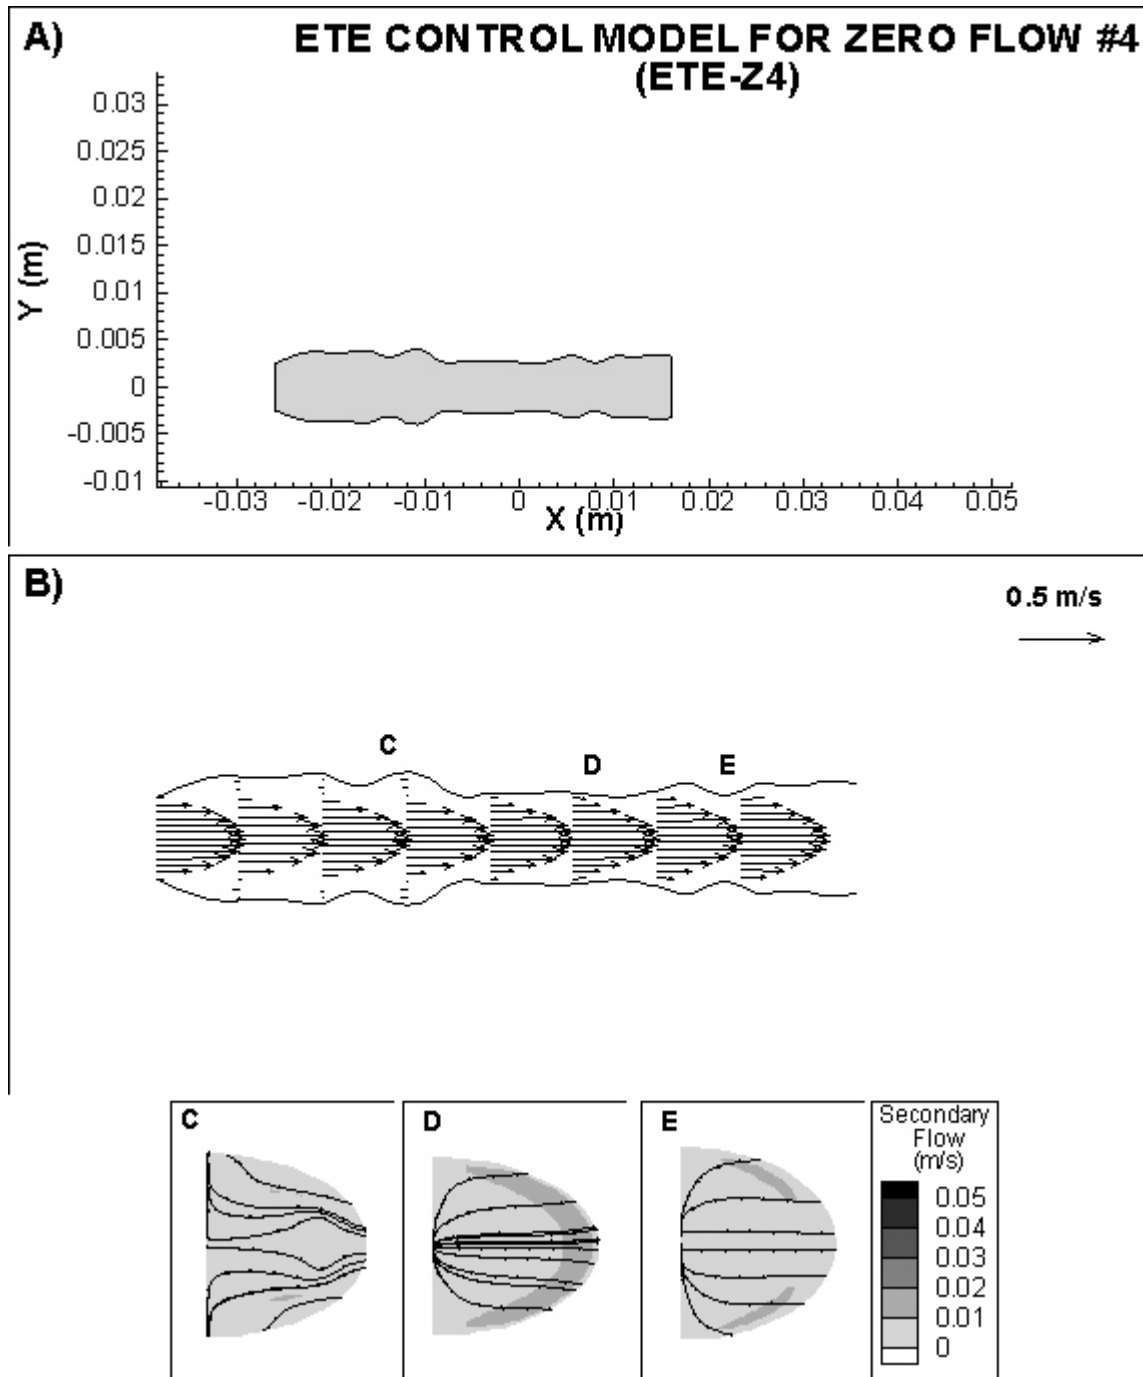 A)
ETE CONTROL MODEL FOR ZERO FLOW #4
(ETE-Z4)
0.03
0.025
0.02
0.015
0.01
0.005
0
-0.005
-0.01
Y (m)
-0.03 -0.02 -0.01 0 0.01 0.02 0.03 0.04 0.05
X (m)
B)
0.5 m/s
C
D
E
C
D
E
Secondary
Flow
(m/s)
0.05
0.04
0.03
0.02
0.01
0